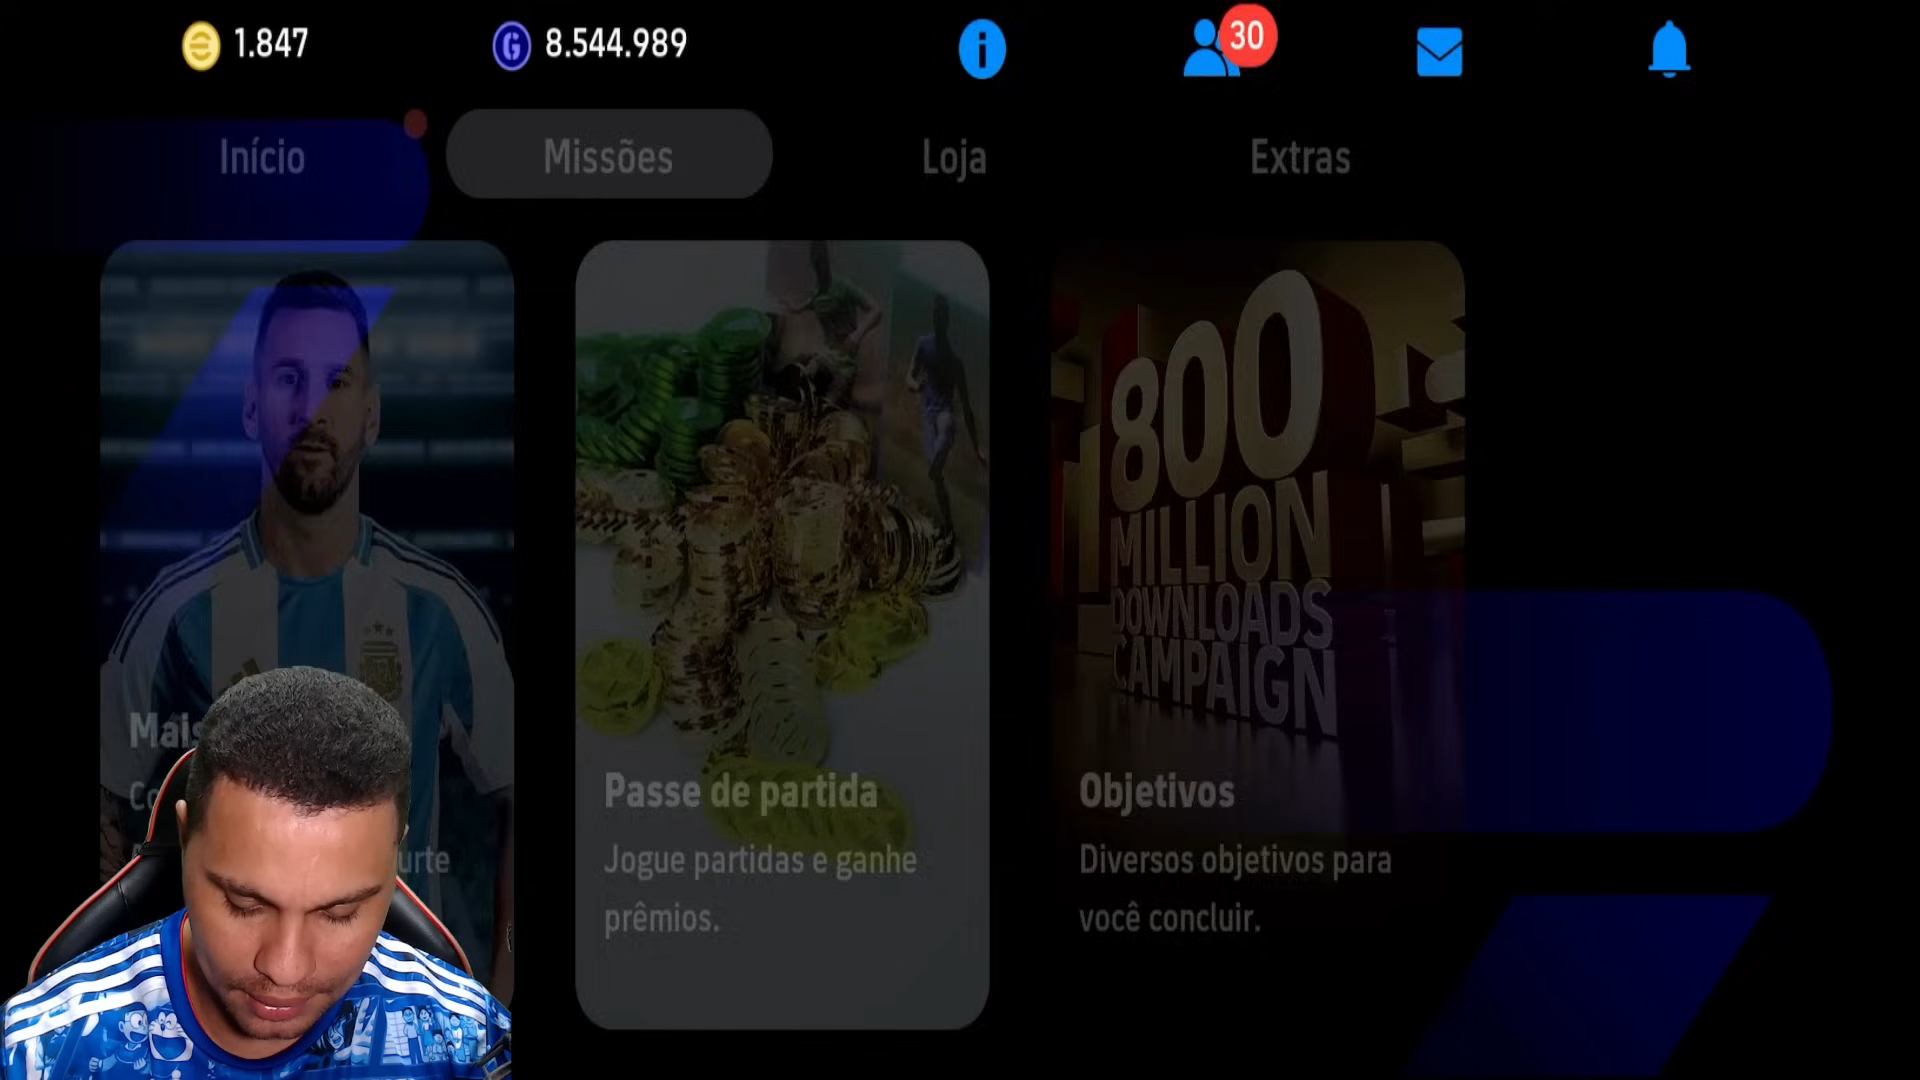 1.847
8.544.989
30
Início
Missões
Loja
Extras
800
MILLION
DOWNLOADS
CAMPAIGN
Passe de partida
Jogue partidas e ganhe
prêmios.
Objetivos
Diversos objetivos para
você concluir.